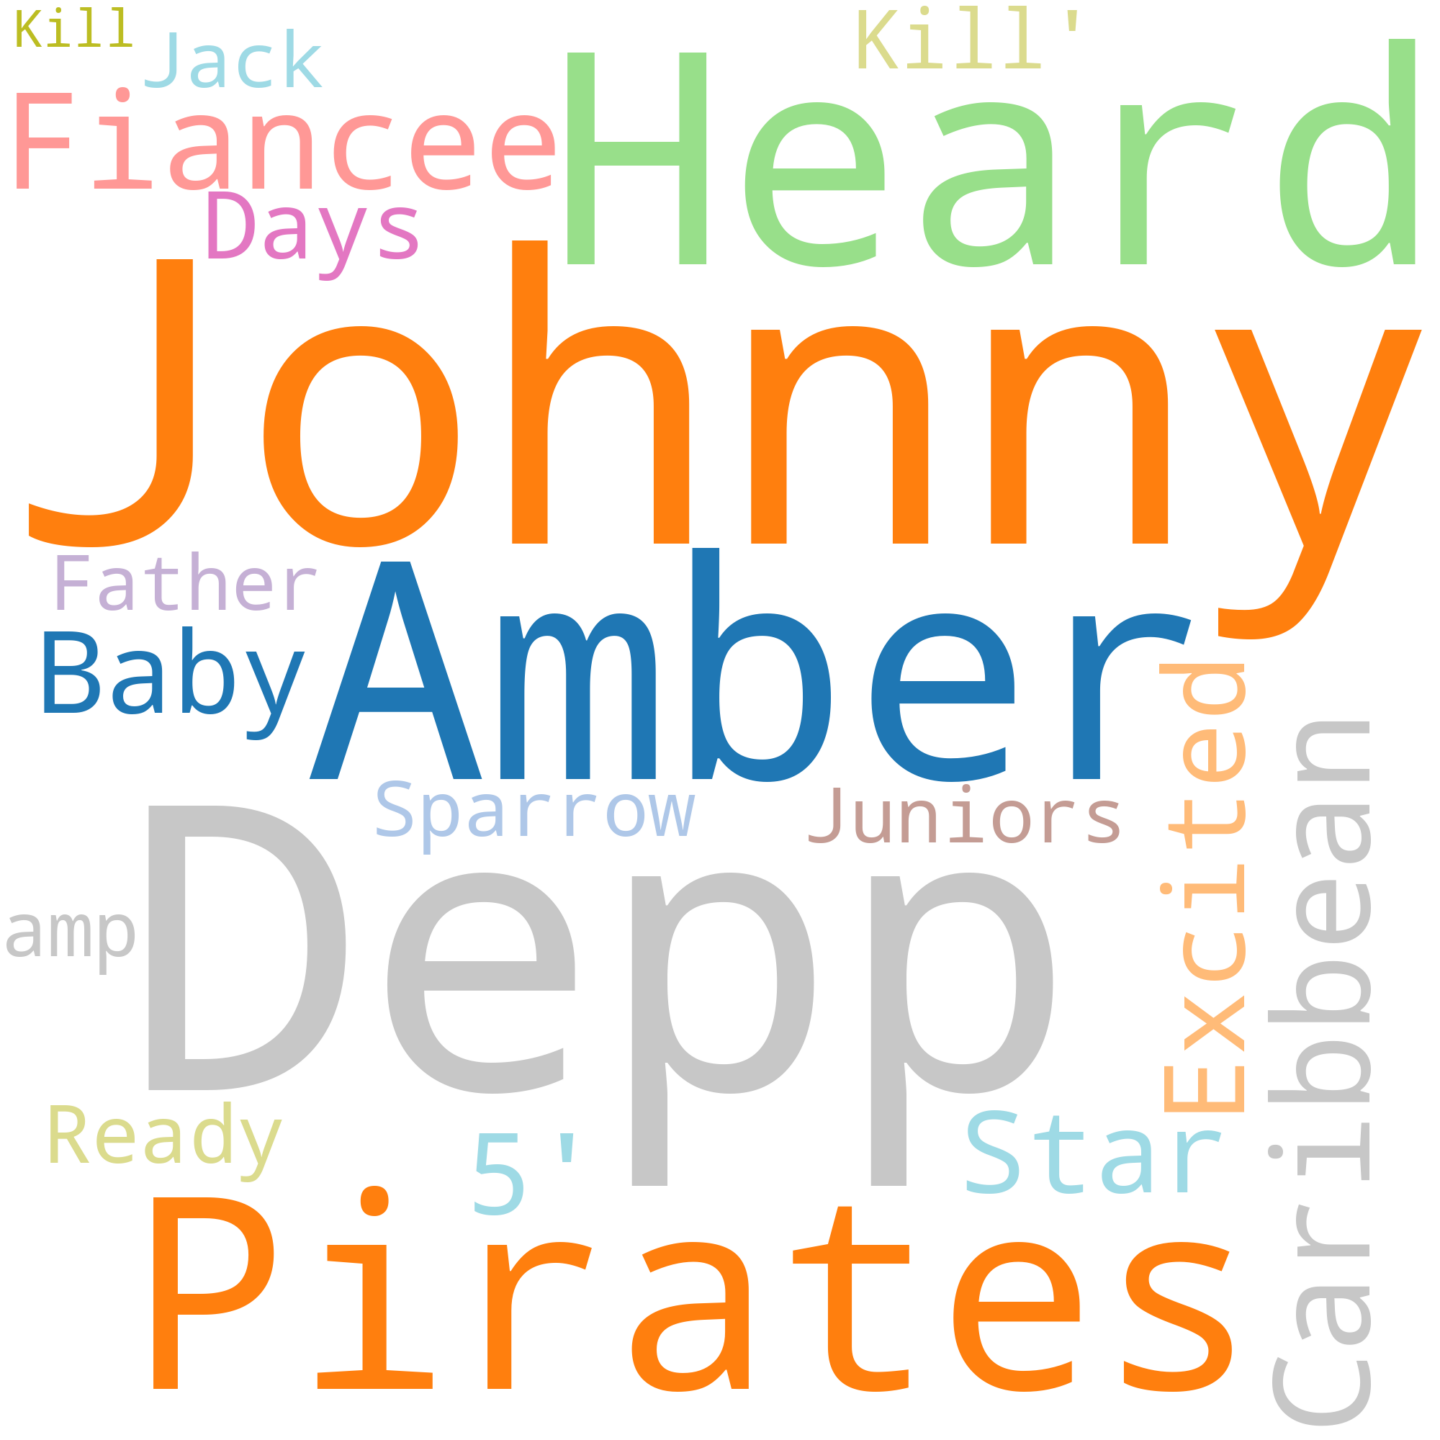 Kill
Jack
Kill'
Fiancee
Heard
Days
Johnny
Father
Amber
Baby
Excited
Caribbean
Sparrow
Juniors
Depp
amp
Ready
5'
Star
Pirates